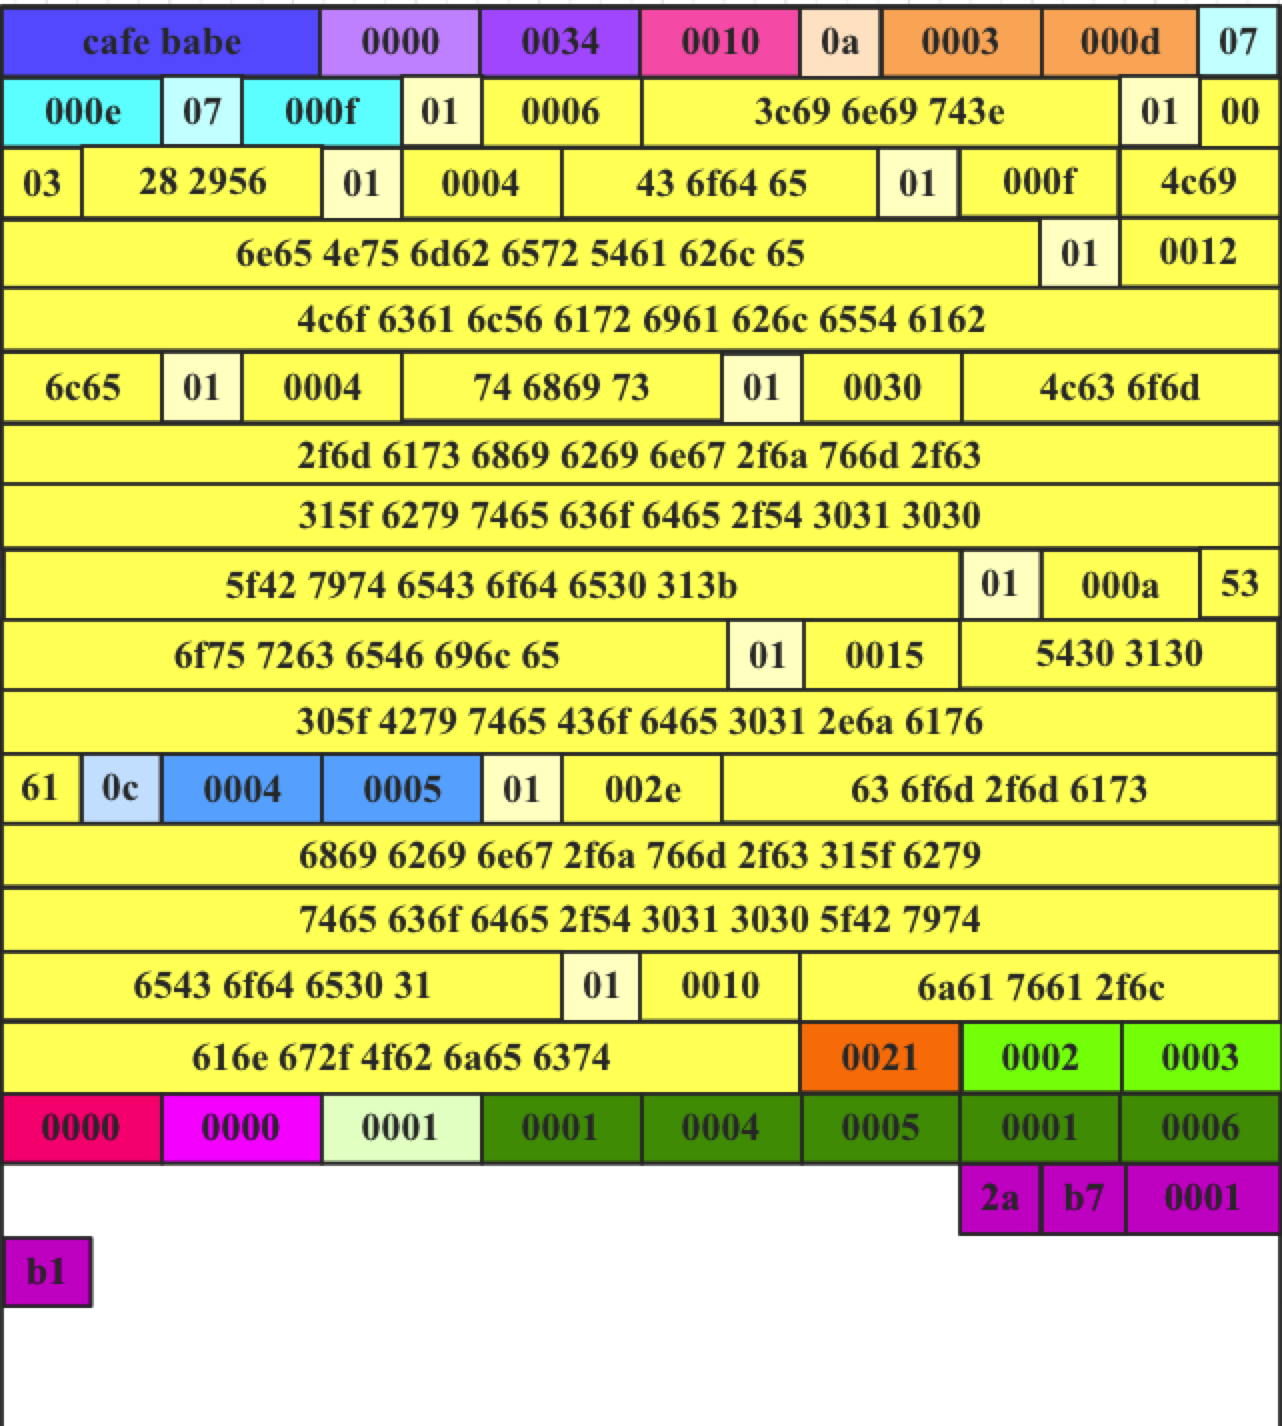 cafe babe 0000 0034 0010 0a 0003 000d 07
000e 07 000f 01 0006 3c69 6e69 743e 01 00
03 28 2956 01 0004 43 6f64 65 01 000f 4c69
6e65 4e75 6d62 6572 5461 626c 65 01 0012
4c6f 6361 6c56 6172 6961 626c 6554 6162
6c65 01 0004 74 6869 73 01 0030 4c63 6f6d
2f6d 6173 6869 6269 6e67 2f6a 766d 2f63
315f 6279 7465 636f 6465 2f54 3031 3030
5f42 7974 6543 6f64 6530 313b 01 000a 53
6f75 7263 6546 696c 65 01 0015 5430 3130
305f 4279 7465 436f 6465 3031 2e6a 6176
61 0c 0004 0005 01 002e 63 6f6d 2f6d 6173
6869 6269 6e67 2f6a 766d 2f63 315f 6279
7465 636f 6465 2f54 3031 3030 5f42 7974
6543 6f64 6530 31 01 0010 6a61 7661 2f6c
616e 672f 4f62 6a65 6374 0021 0002 0003
0000 0000 0001 0001 0004 0005 0001 0006
2a b7 0001
b1